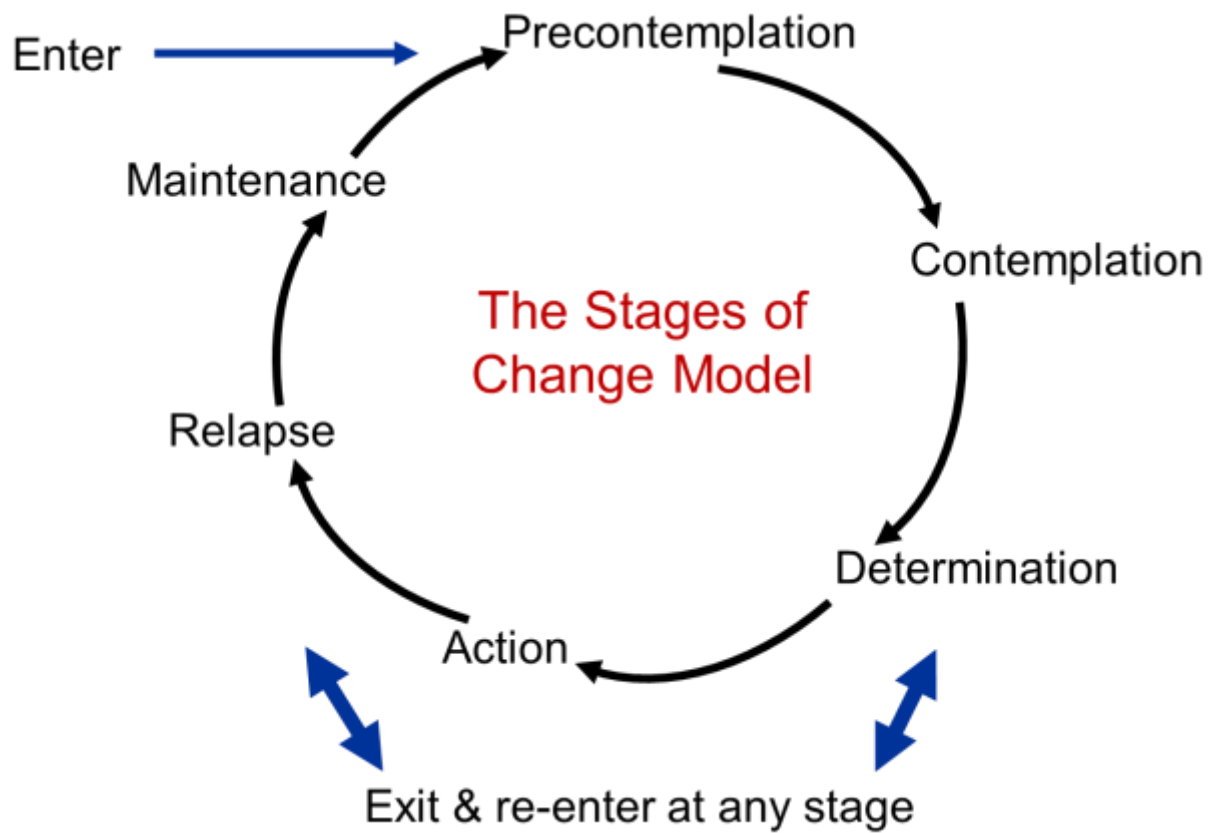 Enter
Precontemplation
Maintenance
Contemplation
The Stages of
Change Model
Relapse
Determination
Action
Exit & re-enter at any stage